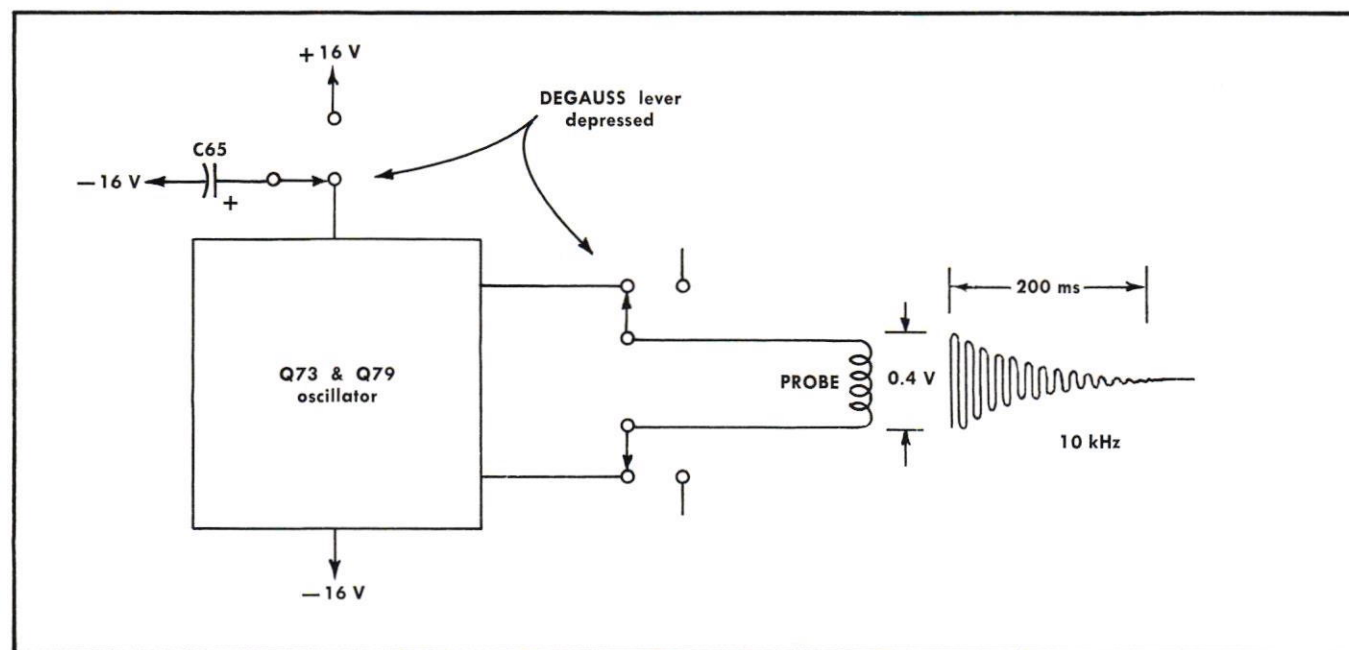 + 16 V
DEGAUSS lever
depressed
C65
— 16 V
+
200 ms
Q73 & Q79
oscillator
PROBE
0.4 V
10 kHz
— 16 V